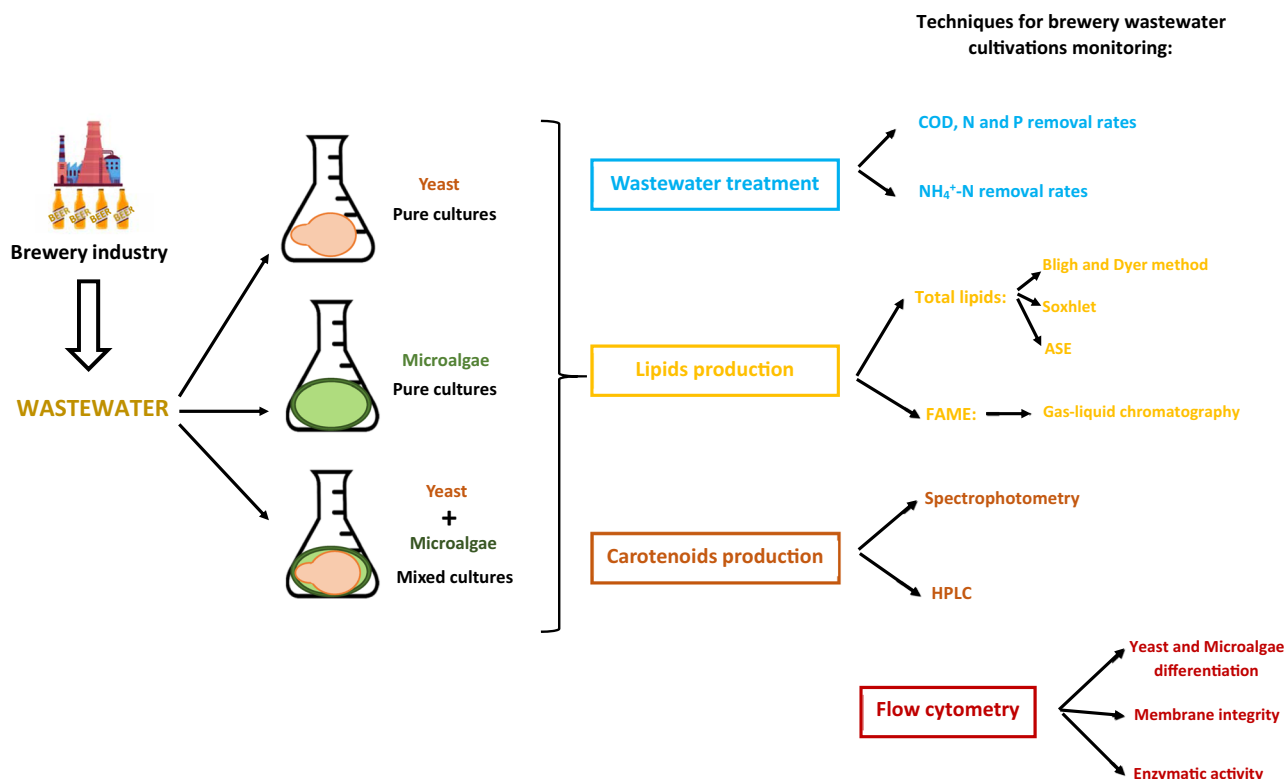 Techniques for brewery wastewater
cultivations monitoring:
BEER BEER BEER BEER
Brewery industry
WASTEWATER
Yeast
Pure cultures
Microalgae
Pure cultures
Yeast
+
Microalgae
Mixed cultures
Wastewater treatment
COD, N and P removal rates
NH₄⁺-N removal rates
Lipids production
Total lipids:
Bligh and Dyer method
Soxhlet
ASE
FAME:
Gas-liquid chromatography
Carotenoids production
Spectrophotometry
HPLC
Flow cytometry
Yeast and Microalgae
differentiation
Membrane integrity
Enzymatic activity